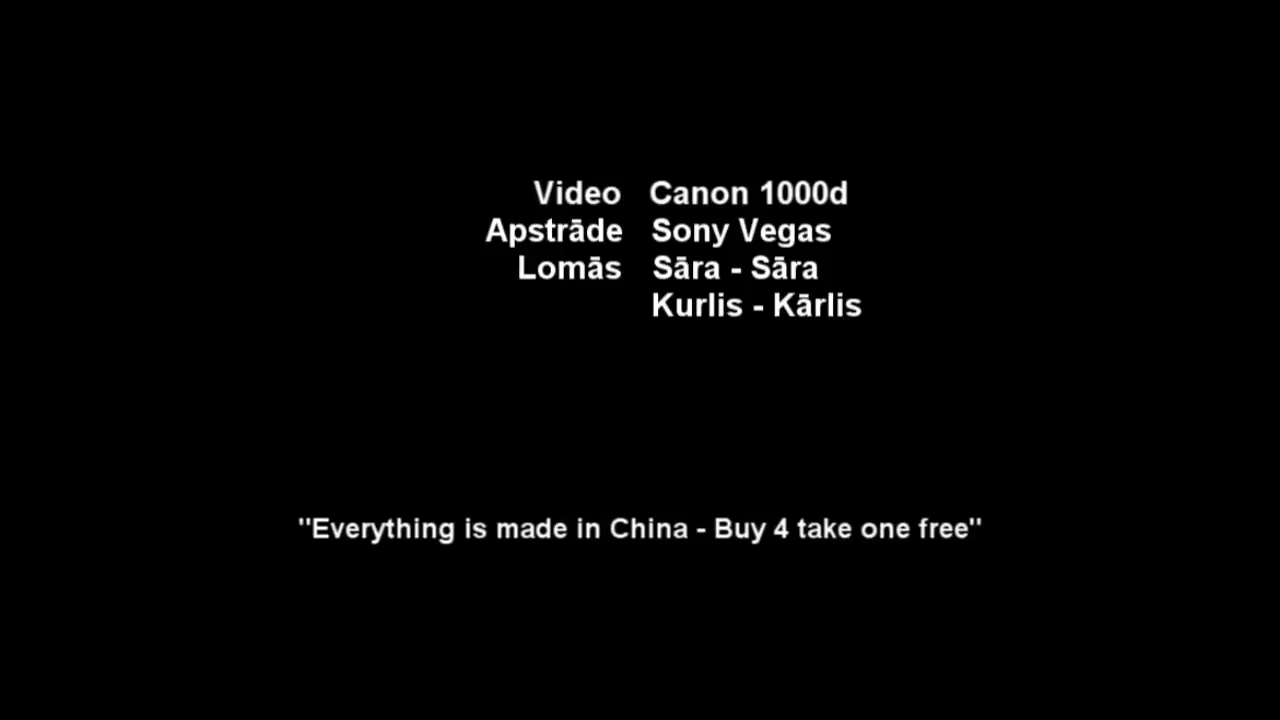 Video Canon 1000d
Apstrāde Sony Vegas
Lomās Sāra - Sāra
Kurlis - Kārlis
"Everything is made in China - Buy 4 take one free"